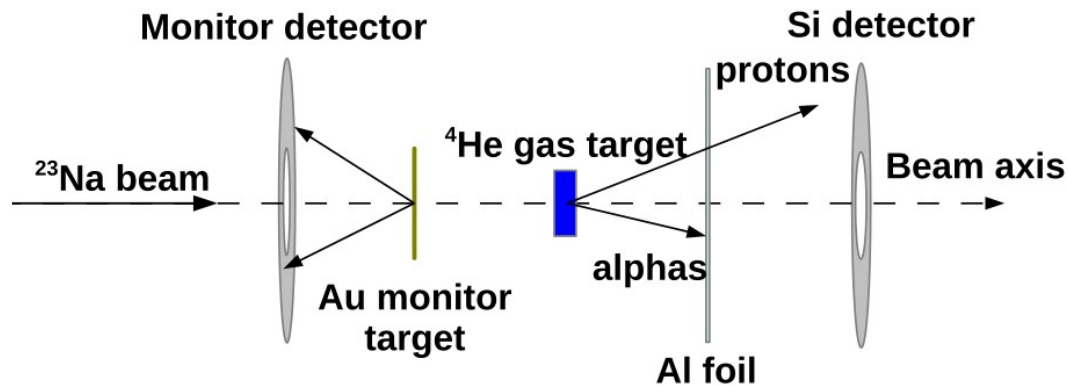 Monitor detector
Si detector
protons
⁴He gas target
²³Na beam
Beam axis
alphas
Au monitor
target
Al foil